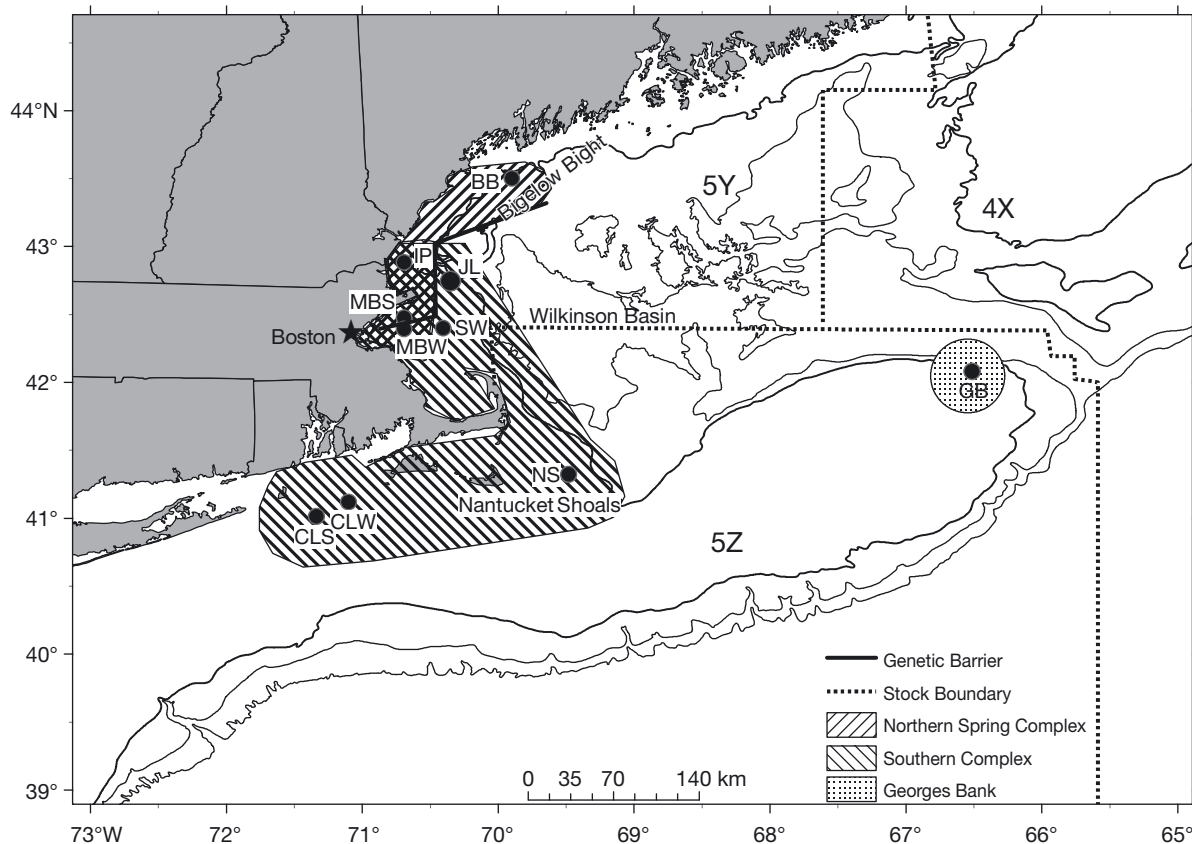 44°N
43°
42°
41°
40°
39°
73°W
72°
71°
70°
69°
68°
67°
66°
65°
BB
Bigelow Bight
5Y
4X
IP
JL
MBS
Boston
SW
MBW
Wilkinson Basin
GB
NS
Nantucket Shoals
CLW
CLS
5Z
Genetic Barrier
Stock Boundary
Northern Spring Complex
Southern Complex
Georges Bank
0 35 70 140 km